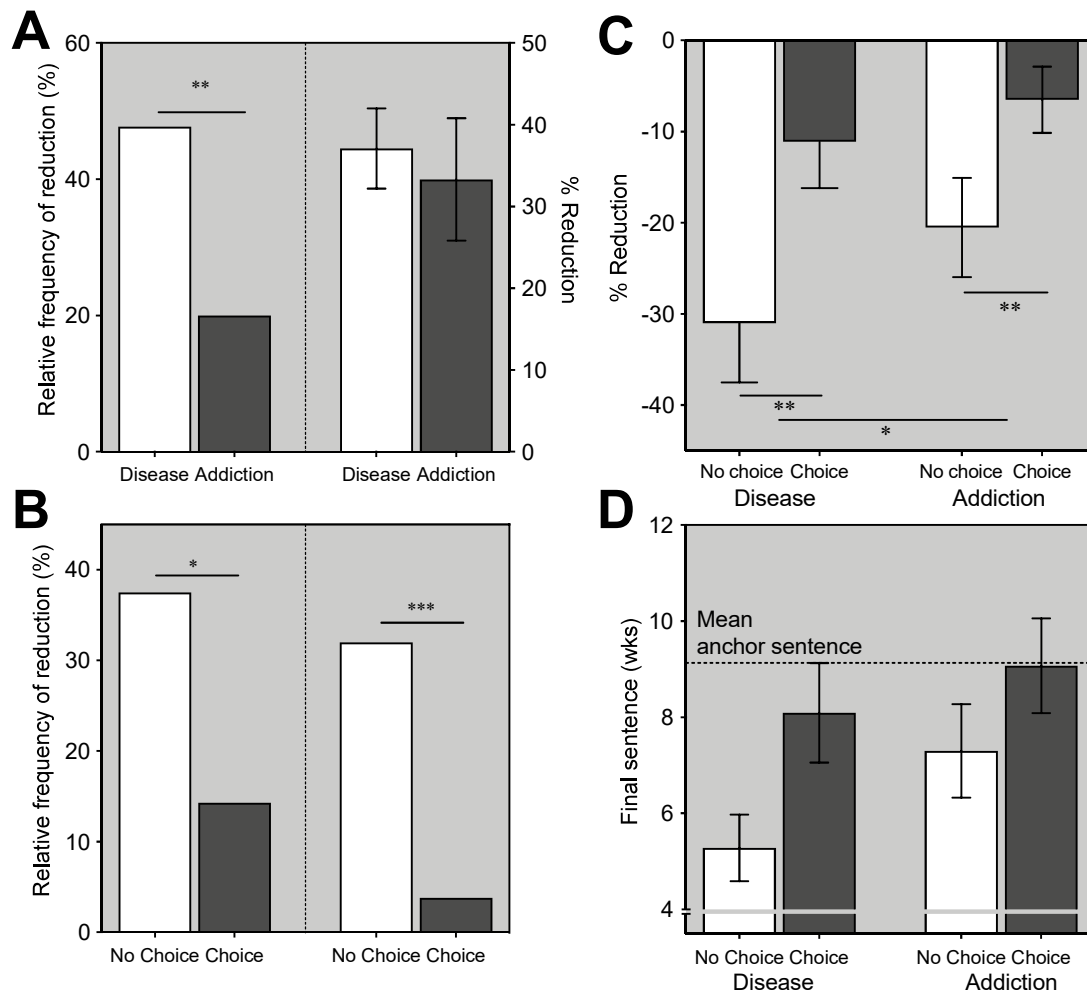 A
60
40
20
0
Relative frequency of reduction (%)
**
50
40
30
20
10
0
% Reduction
Disease Addiction
Disease Addiction
B
40
30
20
10
0
Relative frequency of reduction (%)
*
***
No Choice Choice
No Choice Choice
C
0
-10
-20
-30
-40
% Reduction
**
**
*
No choice Choice
No choice Choice
Disease
Addiction
D
12
10
8
6
4
Final sentence (wks)
Mean
anchor sentence
No Choice Choice
No Choice Choice
Disease
Addiction